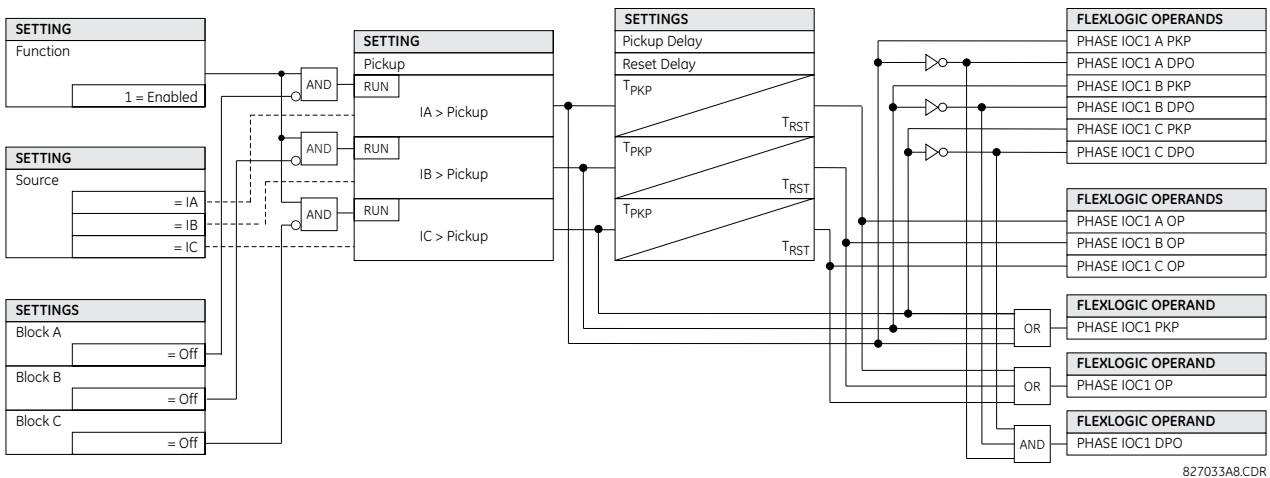 SETTING
Function
1 = Enabled
SETTING
Source
= IA
= IB
= IC
SETTINGS
Block A
= Off
Block B
= Off
Block C
= Off
AND
AND
AND
SETTING
Pickup
RUN
IA > Pickup
RUN
IB > Pickup
RUN
IC > Pickup
SETTINGS
Pickup Delay
Reset Delay
TPKP
TRST
TPKP
TRST
TPKP
TRST
OR
OR
AND
FLEXLOGIC OPERANDS
PHASE IOC1 A PKP
PHASE IOC1 A DPO
PHASE IOC1 B PKP
PHASE IOC1 B DPO
PHASE IOC1 C PKP
PHASE IOC1 C DPO
FLEXLOGIC OPERANDS
PHASE IOC1 A OP
PHASE IOC1 B OP
PHASE IOC1 C OP
FLEXLOGIC OPERAND
PHASE IOC1 PKP
FLEXLOGIC OPERAND
PHASE IOC1 OP
FLEXLOGIC OPERAND
PHASE IOC1 DPO
827033A8.CDR